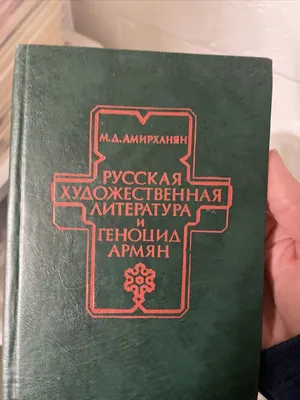 М.Д.АМИРХАНЯН
РУССКАЯ
ХУДОЖЕСТВЕННАЯ
ЛИТЕРАТУРА
И
ГЕНОЦИД
АРМЯН